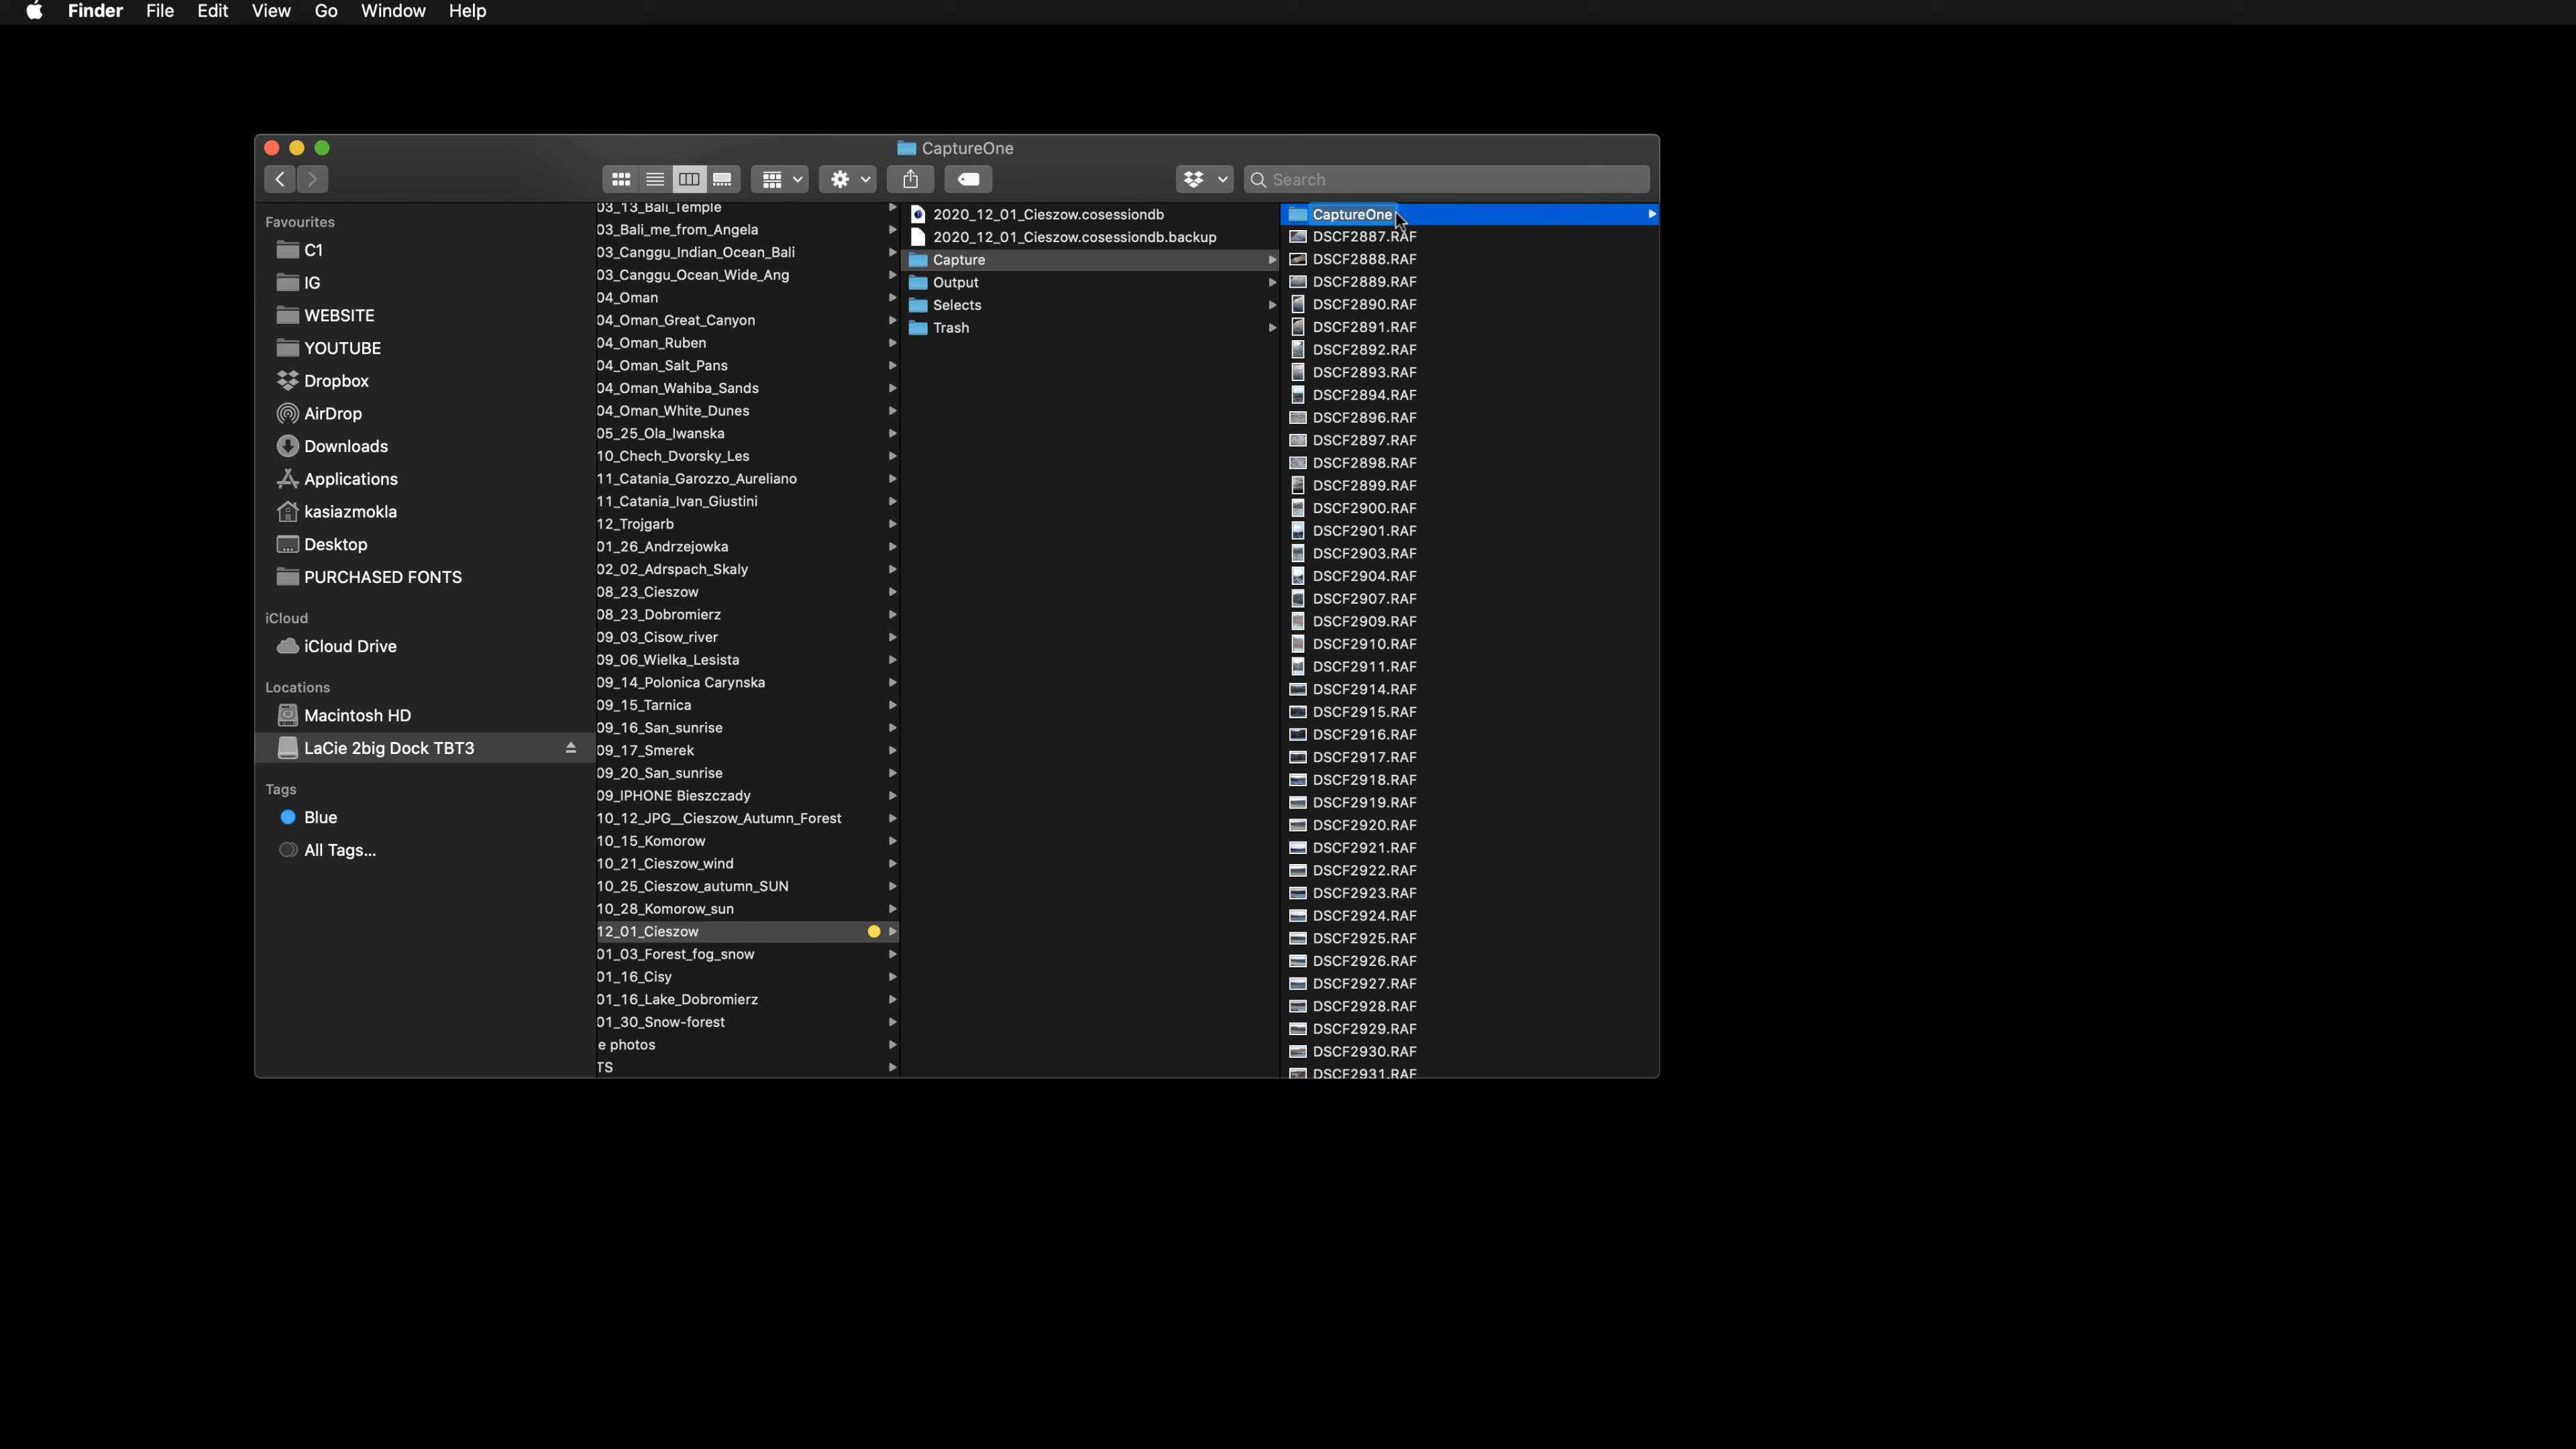 Finder File Edit View Go Window Help
CaptureOne
Search
Favourites
C1
IG
WEBSITE
YOUTUBE
Dropbox
AirDrop
Downloads
Applications
kasiazmokla
Desktop
PURCHASED FONTS
iCloud
iCloud Drive
Locations
Macintosh HD
LaCie 2big Dock TBT3
Tags
Blue
All Tags...
03_13_Bali_Temple
03_Bali_me_from_Angela
03_Canggu_Indian_Ocean_Bali
03_Canggu_Ocean_Wide_Ang
04_Oman
04_Oman_Great_Canyon
04_Oman_Ruben
04_Oman_Salt_Pans
04_Oman_Wahiba_Sands
04_Oman_White_Dunes
05_25_Ola_Iwanska
10_Chech_Dvorsky_Les
11_Catania_Garozzo_Aureliano
11_Catania_Ivan_Giustini
12_Trojgarb
01_26_Andrzejowka
02_02_Adrspach_Skaly
08_23_Cieszow
08_23_Dobromierz
09_03_Cisow_river
09_06_Wielka_Lesista
09_14_Polonica Carynska
09_15_Tarnica
09_16_San_sunrise
09_17_Smerek
09_20_San_sunrise
09_IPHONE Bieszczady
10_12_JPG__Cieszow_Autumn_Forest
10_15_Komorow
10_21_Cieszow_wind
10_25_Cieszow_autumn_SUN
10_28_Komorow_sun
12_01_Cieszow
01_03_Forest_fog_snow
01_16_Cisy
01_16_Lake_Dobromierz
01_30_Snow-forest
e photos
TS
2020_12_01_Cieszow.cosessiondb
2020_12_01_Cieszow.cosessiondb.backup
Capture
Output
Selects
Trash
CaptureOne
DSCF2887.RAF
DSCF2888.RAF
DSCF2889.RAF
DSCF2890.RAF
DSCF2891.RAF
DSCF2892.RAF
DSCF2893.RAF
DSCF2894.RAF
DSCF2896.RAF
DSCF2897.RAF
DSCF2898.RAF
DSCF2899.RAF
DSCF2900.RAF
DSCF2901.RAF
DSCF2903.RAF
DSCF2904.RAF
DSCF2907.RAF
DSCF2909.RAF
DSCF2910.RAF
DSCF2911.RAF
DSCF2914.RAF
DSCF2915.RAF
DSCF2916.RAF
DSCF2917.RAF
DSCF2918.RAF
DSCF2919.RAF
DSCF2920.RAF
DSCF2921.RAF
DSCF2922.RAF
DSCF2923.RAF
DSCF2924.RAF
DSCF2925.RAF
DSCF2926.RAF
DSCF2927.RAF
DSCF2928.RAF
DSCF2929.RAF
DSCF2930.RAF
DSCF2931.RAF